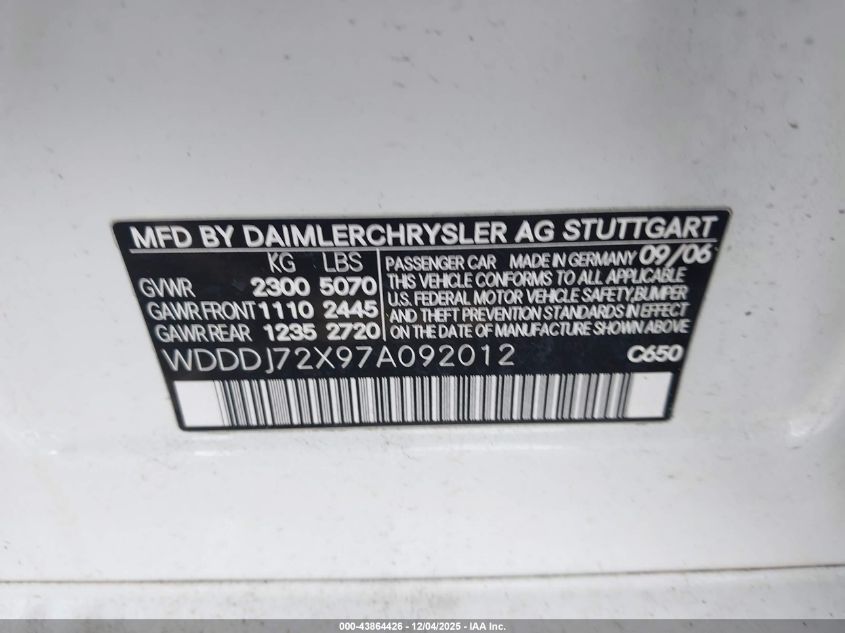 MFD BY DAIMLERCHRYSLER AG STUTTGART
KG LBS
GVWR 2300 5070
GAWR FRONT 1110 2445
GAWR REAR 1235 2720
PASSENGER CAR MADE IN GERMANY 09/06
THIS VEHICLE CONFORMS TO ALL APPLICABLE
U.S. FEDERAL MOTOR VEHICLE SAFETY, BUMPER
AND THEFT PREVENTION STANDARDS IN EFFECT
ON THE DATE OF MANUFACTURE SHOWN ABOVE
WDDDJ72X97A092012 C650
000-43864426 - 12/04/2025 - IAA Inc.